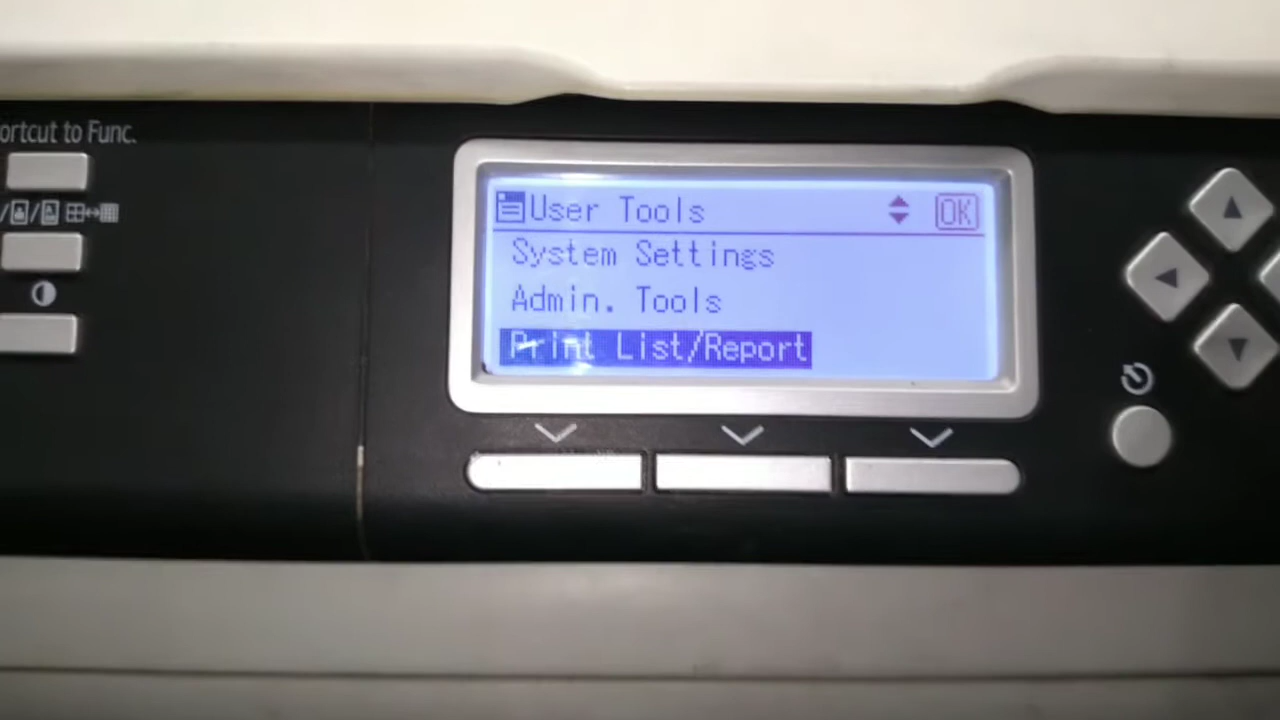 ortcut to Func.
User Tools OK
System Settings
Admin. Tools
Print List/Report